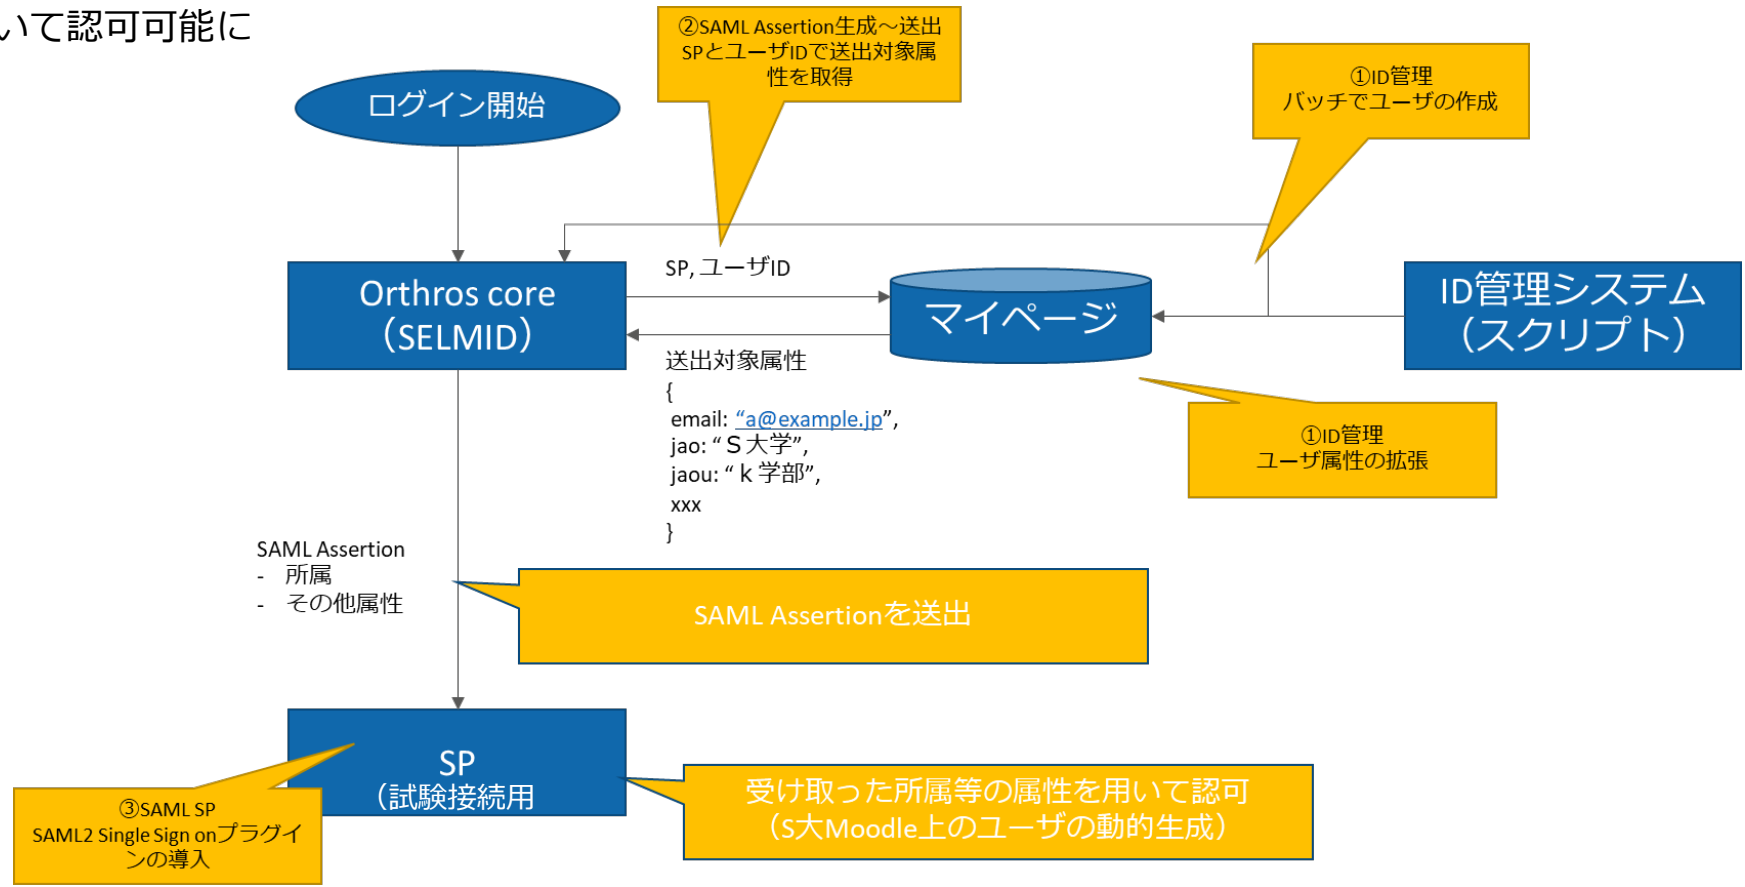 いて認可可能に
②SAML Assertion生成～送出
SPとユーザIDで送出対象属
性を取得
①ID管理
バッチでユーザの作成
ログイン開始
SP, ユーザID
Orthros core
（SELMID）
マイページ
ID管理システム
（スクリプト）
送出対象属性
{
email: “a@example.jp”,
jao: “Ｓ大学”,
jaou: “ｋ学部”,
xxx
}
①ID管理
ユーザ属性の拡張
SAML Assertion
- 所属
- その他属性
SAML Assertionを送出
SP
（試験接続用
③SAML SP
SAML2 Single Sign onプラグイ
ンの導入
受け取った所属等の属性を用いて認可
（S大Moodle上のユーザの動的生成）